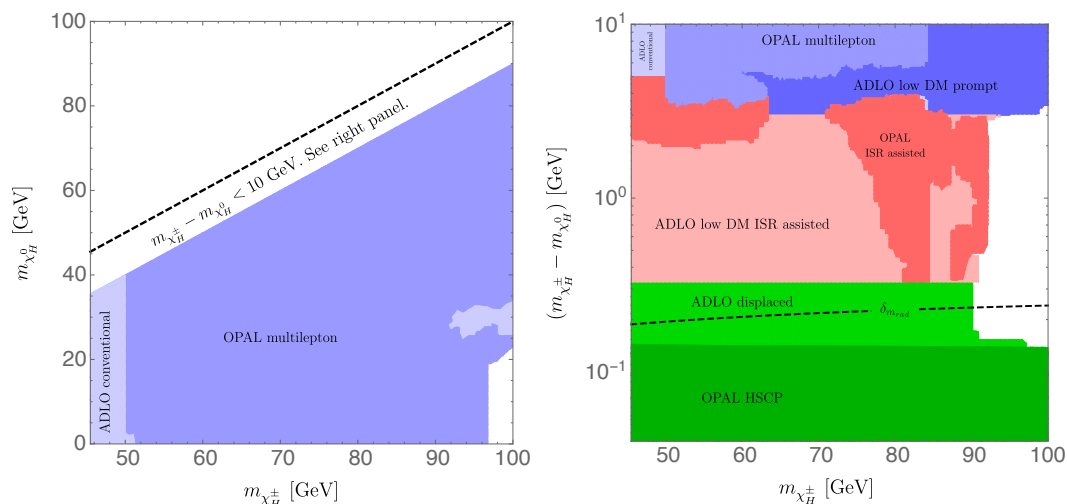 100
80
60
40
20
0
50
60
70
80
90
100
m_{χ_H^0} [GeV]
m_{χ_H^±} [GeV]
m_{χ_H^±} − m_{χ_H^0} < 10 GeV. See right panel.
ADLO conventional
OPAL multilepton
10^1
10^0
10^{−1}
50
60
70
80
90
100
(m_{χ_H^±} − m_{χ_H^0}) [GeV]
m_{χ_H^±} [GeV]
ADLO
conventional
OPAL multilepton
ADLO low DM prompt
OPAL
ISR assisted
ADLO low DM ISR assisted
ADLO displaced
δ_{m_{rad}}
OPAL HSCP